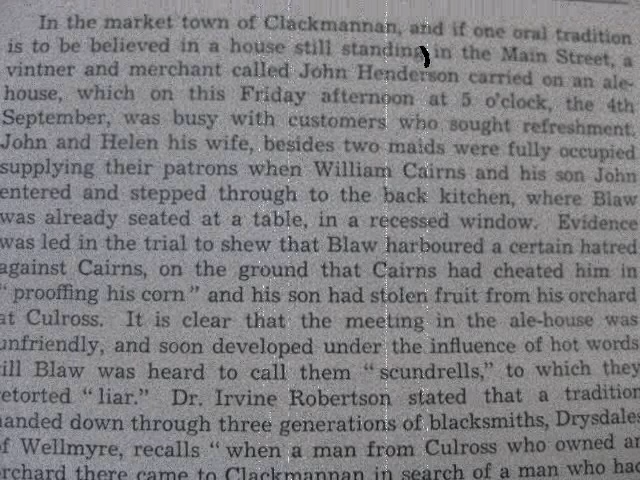 In the market town of Clackmannan, and if one oral tradition
is to be believed in a house still standing in the Main Street, a
vintner and merchant called John Henderson carried on an ale-
house, which on this Friday afternoon at 5 o'clock, the 4th
September, was busy with customers who sought refreshment.
John and Helen his wife, besides two maids were fully occupied
supplying their patrons when William Cairns and his son John
entered and stepped through to the back kitchen, where Blaw
was already seated at a table, in a recessed window. Evidence
was led in the trial to shew that Blaw harboured a certain hatred
against Cairns, on the ground that Cairns had cheated him in
“ prooffing his corn ” and his son had stolen fruit from his orchard
at Culross. It is clear that the meeting in the ale-house was
unfriendly, and soon developed under the influence of hot words
till Blaw was heard to call them “ scundrells,” to which they
retorted “ liar.” Dr. Irvine Robertson stated that a tradition
handed down through three generations of blacksmiths, Drysdales
of Wellmyre, recalls “ when a man from Culross who owned an
orchard there came to Clackmannan in search of a man who had